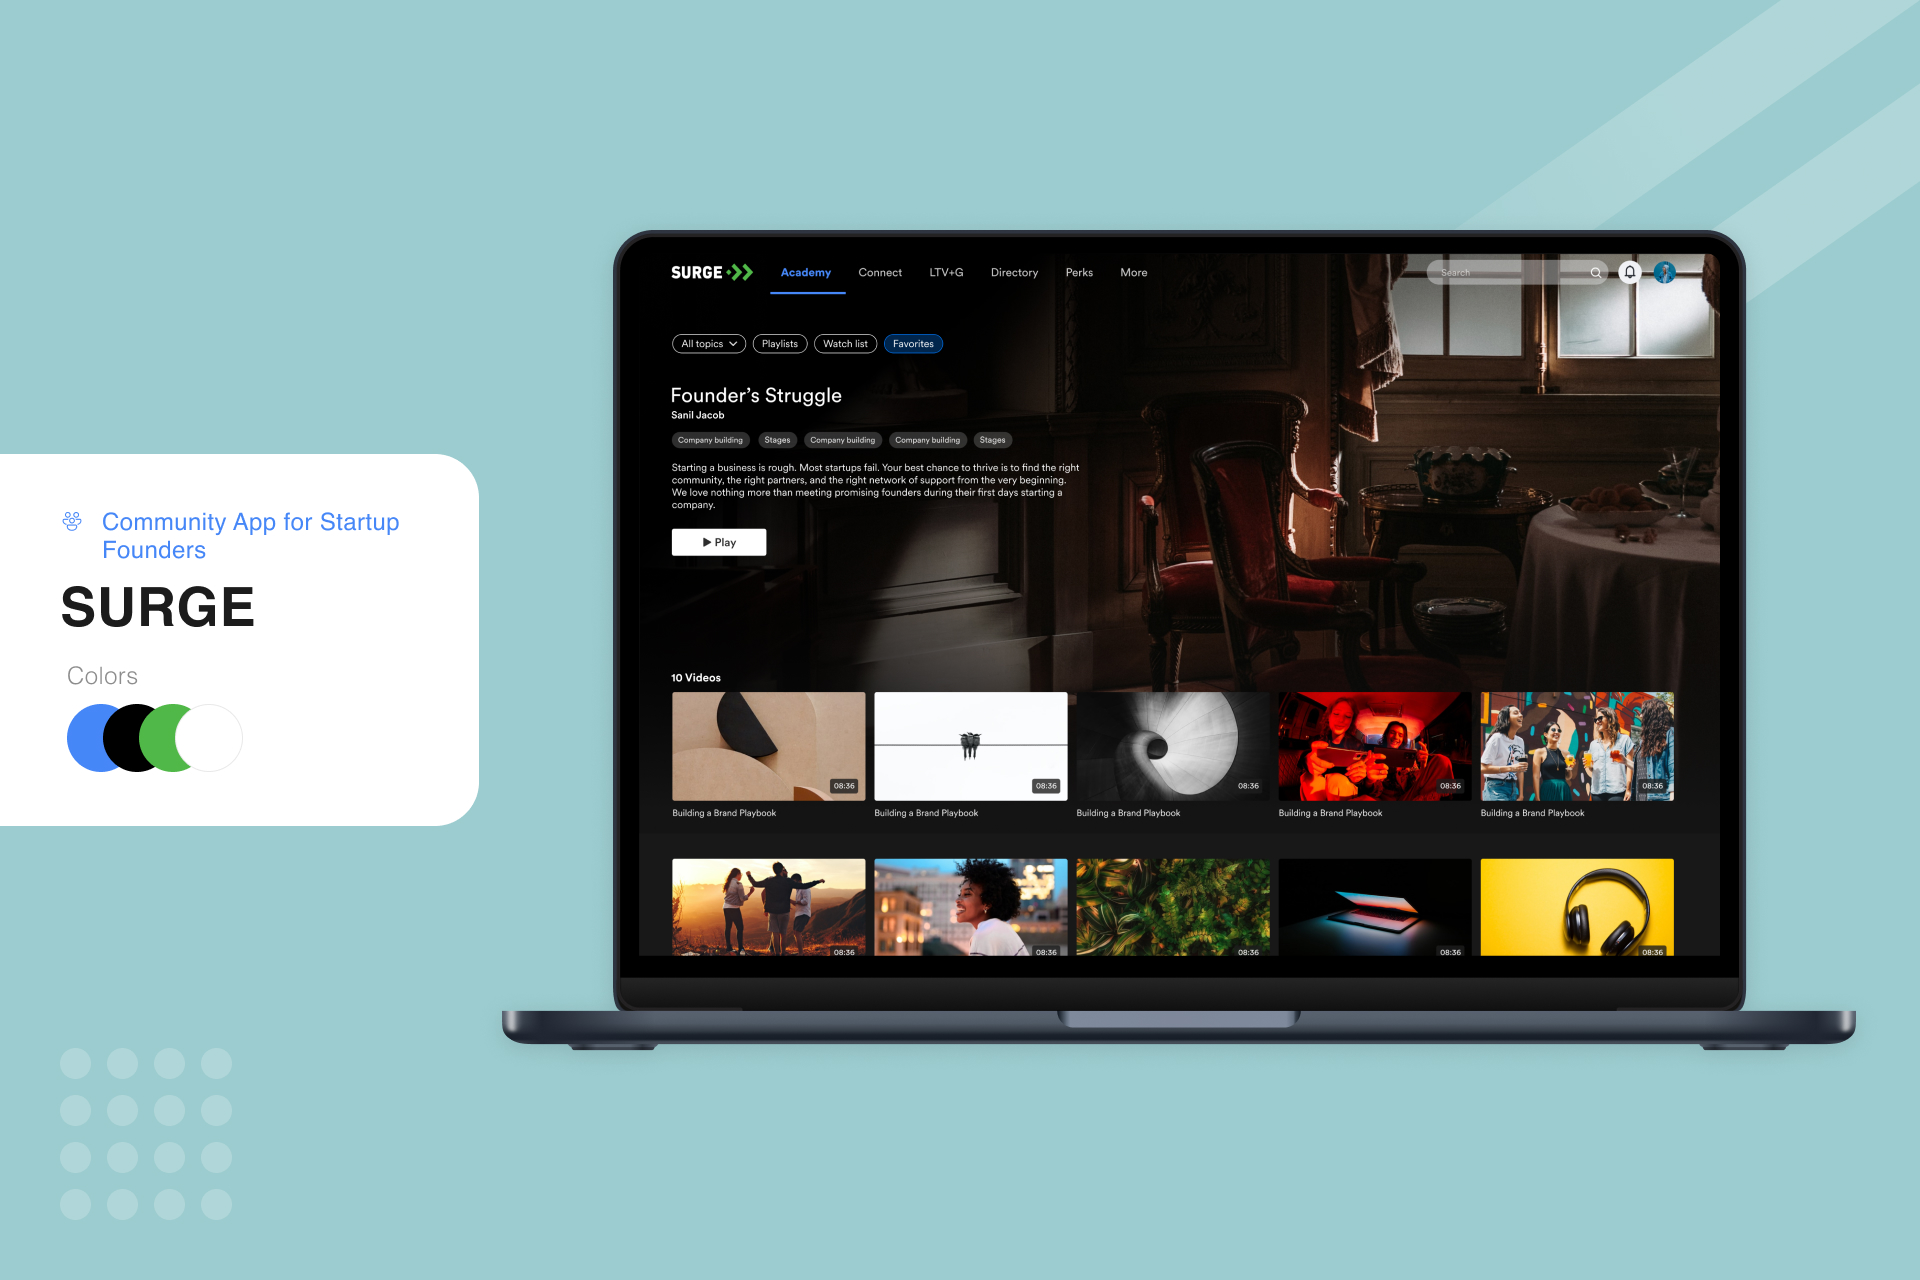 Community App for Startup
Founders
SURGE
Colors
SURGE
Academy
Connect
LTV+G
Directory
Perks
More
Search
All topics
Playlists
Watch list
Favorites
Founder's Struggle
Sanil Jacob
Company building
Stages
Company building
Company building
Stages
Starting a business is rough. Most startups fail. Your best chance to thrive is to find the right
community, the right partners, and the right network of support from the very beginning.
We love nothing more than meeting promising founders during their first days starting a
company.
Play
10 Videos
08:36
08:36
08:36
08:36
08:36
Building a Brand Playbook
Building a Brand Playbook
Building a Brand Playbook
Building a Brand Playbook
Building a Brand Playbook
08:36
08:36
08:36
08:36
08:36